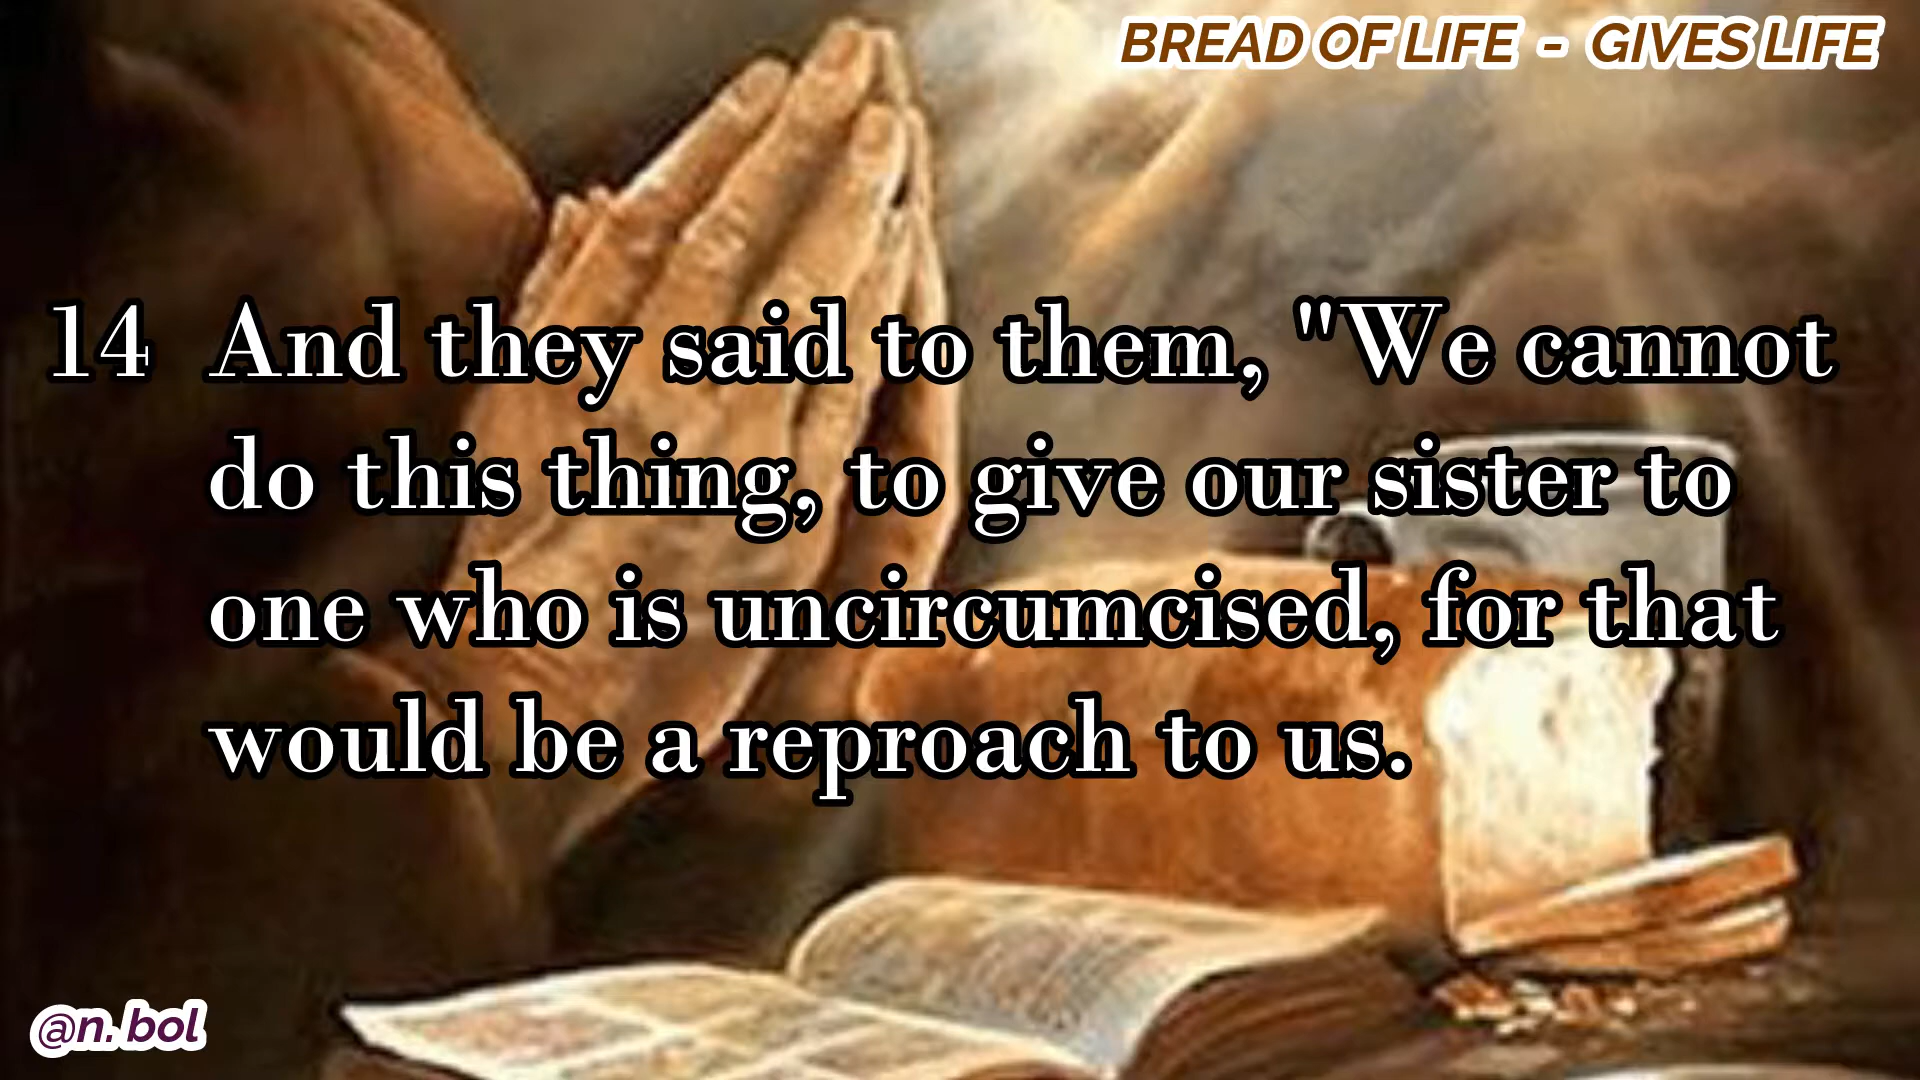 BREAD OF LIFE - GIVES LIFE
14 And they said to them, "We cannot
do this thing, to give our sister to
one who is uncircumcised, for that
would be a reproach to us.
@n. bol